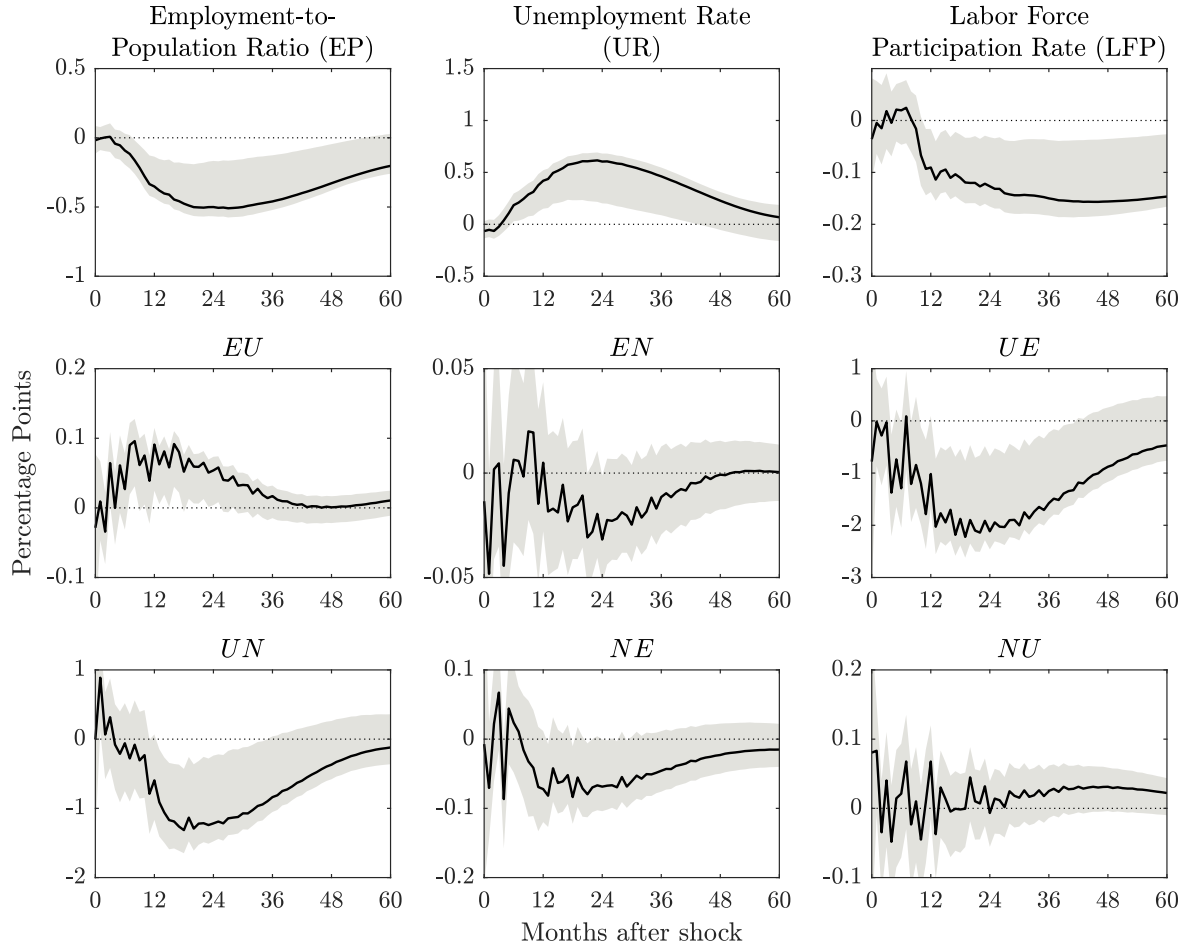 Employment-to-
Population Ratio (EP)
Unemployment Rate
(UR)
Labor Force
Participation Rate (LFP)
0.5
0
-0.5
-1
0 12 24 36 48 60
1.5
1
0.5
0
-0.5
0 12 24 36 48 60
0
-0.1
-0.2
-0.3
0 12 24 36 48 60
Percentage Points
EU
0.2
0.1
0
-0.1
0 12 24 36 48 60
EN
0.05
0
-0.05
0 12 24 36 48 60
UE
1
0
-1
-2
-3
0 12 24 36 48 60
UN
1
0
-1
-2
0 12 24 36 48 60
NE
0.1
0
-0.1
-0.2
0 12 24 36 48 60
NU
0.2
0.1
0
-0.1
0 12 24 36 48 60
Months after shock